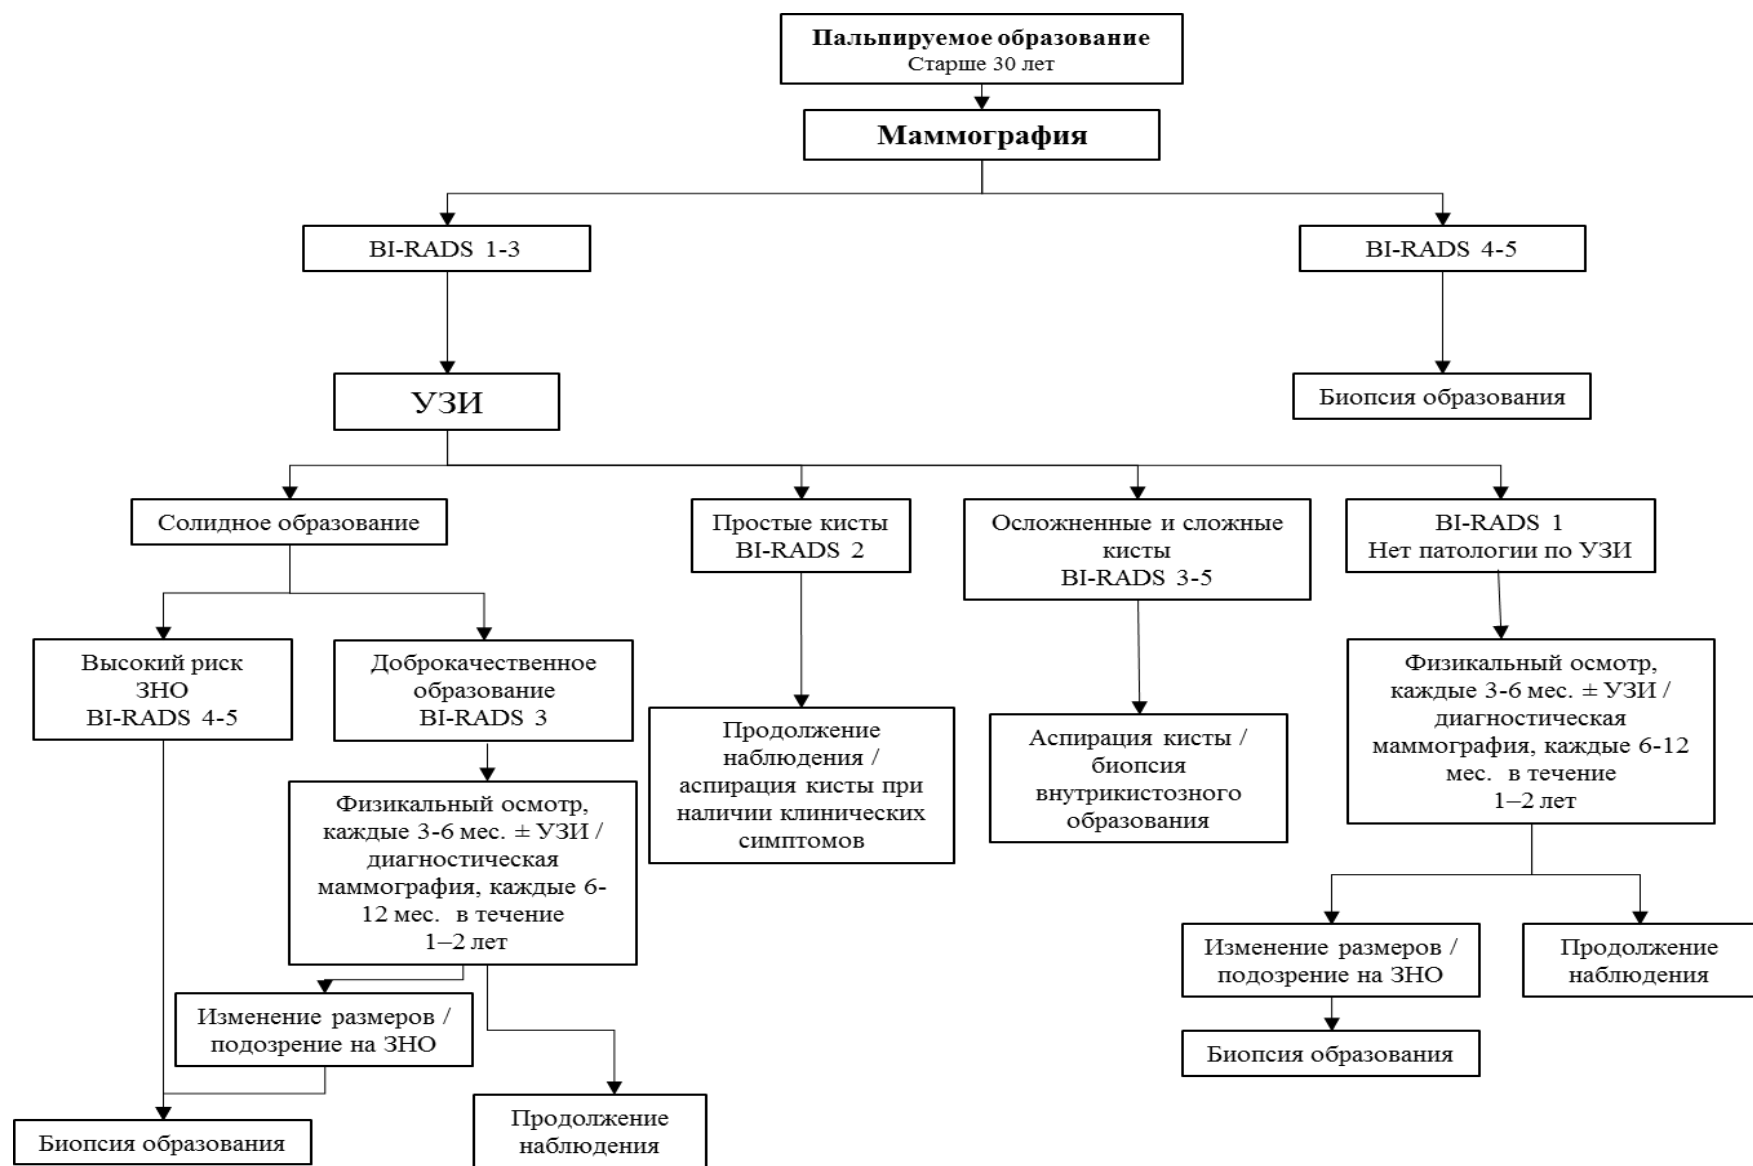 Пальпируемое образование
Старше 30 лет
Маммография
BI-RADS 1-3
BI-RADS 4-5
УЗИ
Биопсия образования
Солидное образование
Простые кисты
BI-RADS 2
Осложненные и сложные
кисты
BI-RADS 3-5
BI-RADS 1
Нет патологии по УЗИ
Высокий риск
ЗНО
BI-RADS 4-5
Доброкачественное
образование
BI-RADS 3
Продолжение
наблюдения /
аспирация кисты при
наличии клинических
симптомов
Аспирация кисты /
биопсия
внутрикистозного
образования
Физикальный осмотр,
каждые 3-6 мес. ± УЗИ /
диагностическая
маммография, каждые 6-12
мес. в течение
1–2 лет
Физикальный осмотр,
каждые 3-6 мес. ± УЗИ /
диагностическая
маммография, каждые 6-
12 мес. в течение
1–2 лет
Изменение размеров /
подозрение на ЗНО
Продолжение
наблюдения
Изменение размеров /
подозрение на ЗНО
Биопсия образования
Биопсия образования
Продолжение
наблюдения